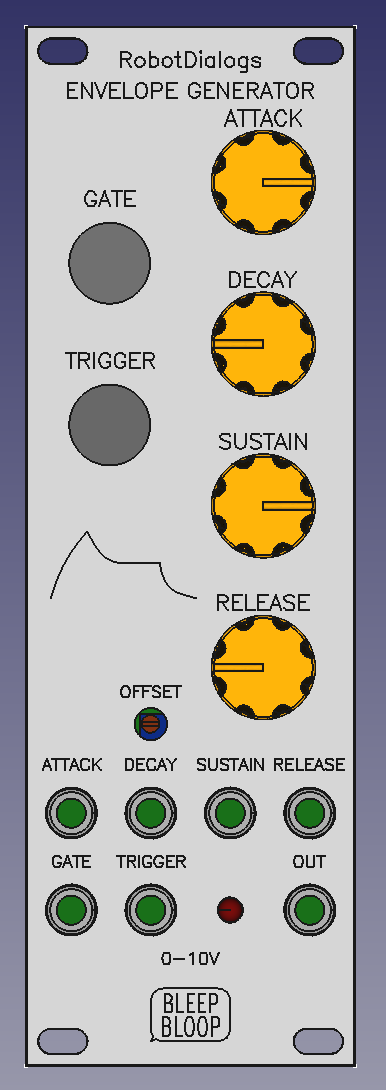 RobotDialogs
ENVELOPE GENERATOR
ATTACK
GATE
DECAY
TRIGGER
SUSTAIN
RELEASE
OFFSET
ATTACK DECAY SUSTAIN RELEASE
GATE TRIGGER OUT
0-10V
BLEEP
BLOOP